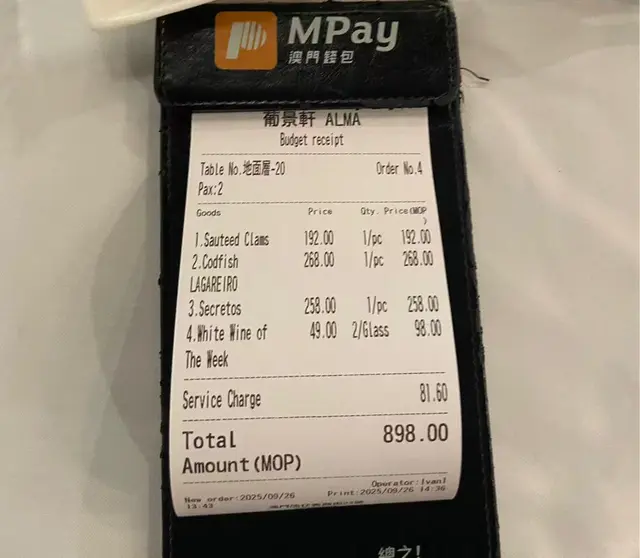 MPay
澳門錢包
葡景軒 ALMA
Budget receipt
Table No.地面層-20 Order No.4
Pax:2
Goods Price Qty. Price(MOP
)
1.Sauteed Clams 192.00 1/pc 192.00
2.Codfish 268.00 1/pc 268.00
LAGAREIRO
3.Secretos 258.00 1/pc 258.00
4.White Wine of 49.00 2/Glass 98.00
The Week
Service Charge 81.60
Total 898.00
Amount(MOP)
Operator:Ivan1
New order:2025/09/26 Print:2025/09/26 14:36
13:43
總之!